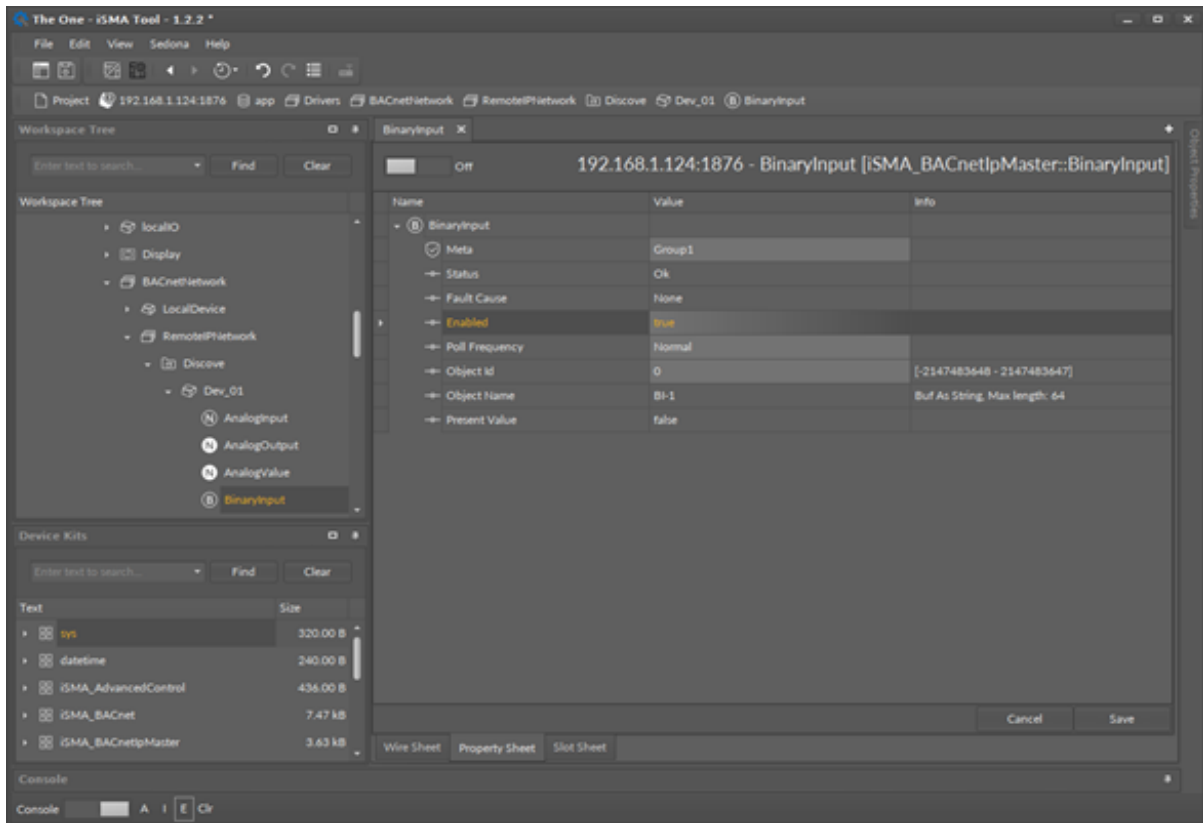 The One - iSMA Tool - 1.2.2 *
File Edit View Sedona Help
Project 192.168.1.124:1876 app Drivers BACnetNetwork RemoteIPNetwork Discove Dev_01 BinaryInput
Workspace Tree
Enter text to search... Find Clear
Workspace Tree
localIO
Display
BACnetNetwork
LocalDevice
RemoteIPNetwork
Discove
Dev_01
N AnalogInput
N AnalogOutput
N AnalogValue
B BinaryInput
Device Kits
Enter text to search... Find Clear
Text Size
sys 320.00 B
datetime 240.00 B
iSMA_AdvancedControl 436.00 B
iSMA_BACnet 7.47 kB
iSMA_BACnetIpMaster 3.63 kB
BinaryInput
Off 192.168.1.124:1876 - BinaryInput [iSMA_BACnetIpMaster::BinaryInput]
Name Value Info
B BinaryInput
Meta Group1
Status Ok
Fault Cause None
Enabled true
Poll Frequency Normal
Object Id 0 [-2147483648 - 2147483647]
Object Name BI-1 Buf As String, Max length: 64
Present Value false
Cancel Save
Wire Sheet Property Sheet Slot Sheet
Object Properties
Console
Console A I E Clr